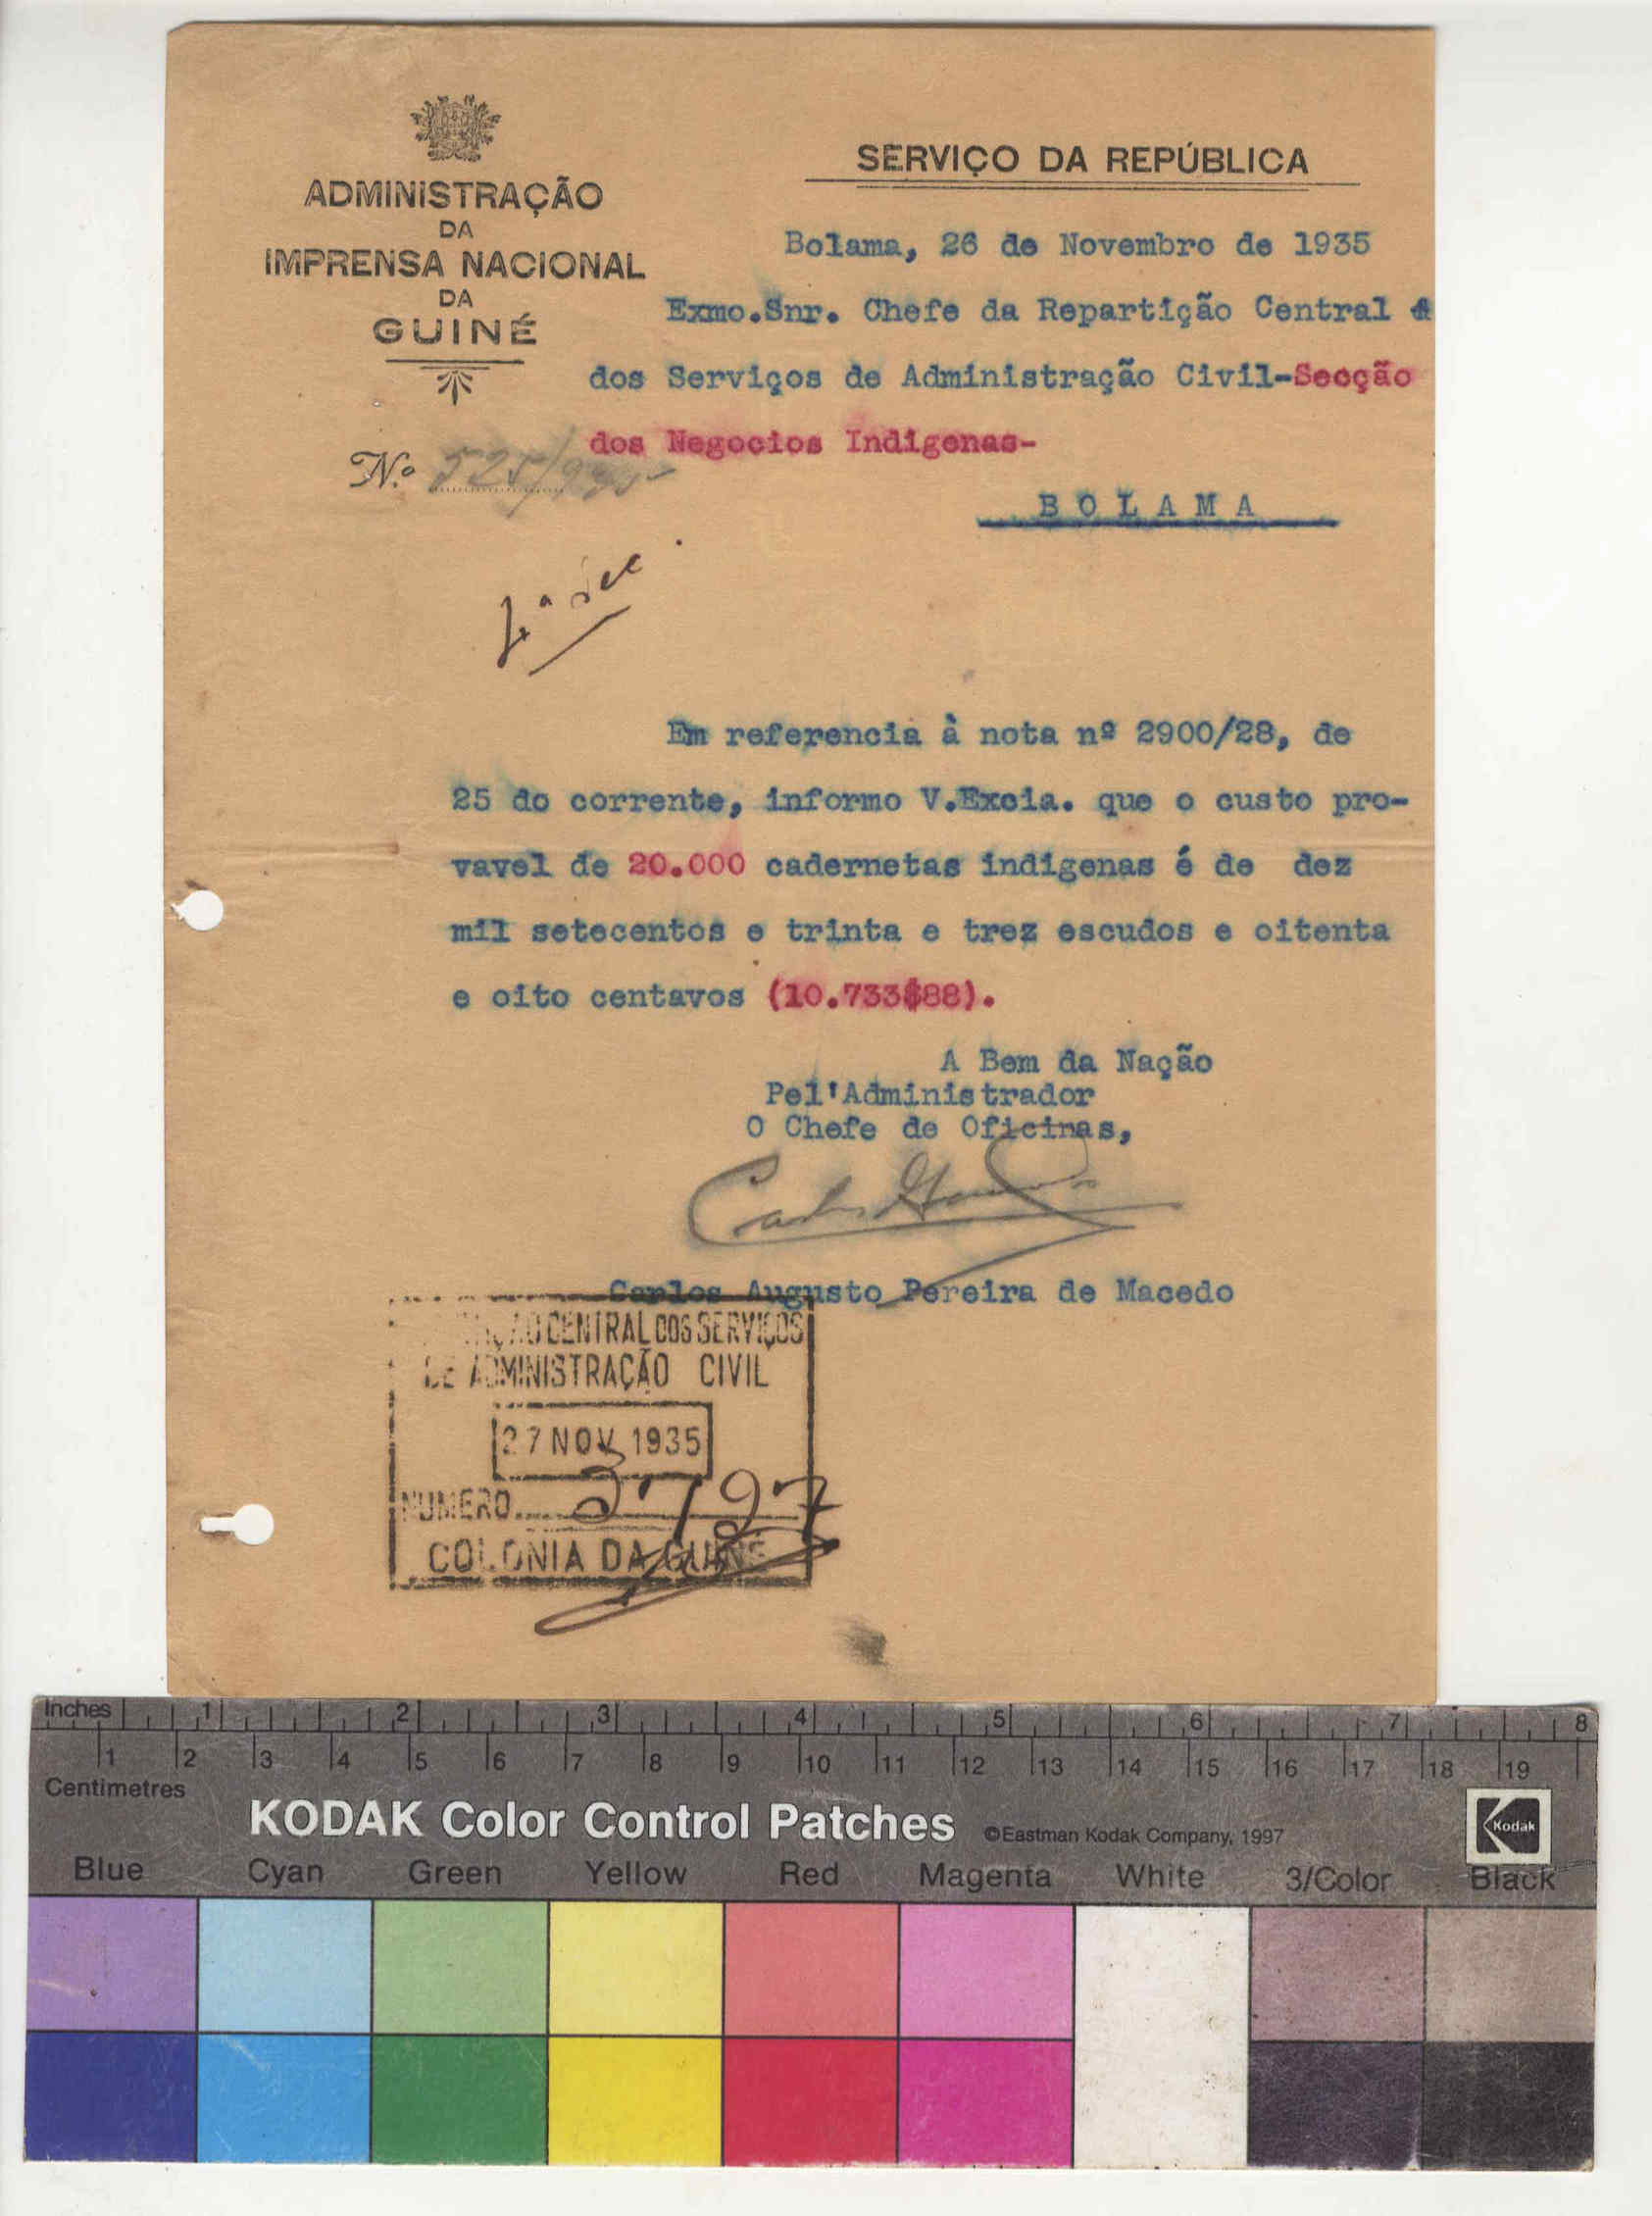 ADMINISTRAÇÃO
DA
IMPRENSA NACIONAL
DA
GUINÉ
Nº 525/935
SERVIÇO DA REPÚBLICA
Bolama, 26 de Novembro de 1935
Exmo.Snr. Chefe da Repartição Central
dos Serviços de Administração Civil-Secção
dos Negocios Indigenas-
BOLAMA
Em referencia à nota nº 2900/28, de
25 do corrente, informo V.Excia. que o custo pro-
vavel de 20.000 cadernetas indigenas é de dez
mil setecentos e trinta e trez escudos e oitenta
e oito centavos (10.733$88).
A Bem da Nação
Pel'Administrador
O Chefe de Oficinas,
Carlos Augusto Pereira de Macedo
CENTRAL DOS SERVIÇOS
DE ADMINISTRAÇÃO CIVIL
27 NOV 1935
NUMERO 3797
COLONIA DA GUINÉ
Inches 1 2 3 4 5 6 7 8
1 2 3 4 5 6 7 8 9 10 11 12 13 14 15 16 17 18 19
Centimetres
KODAK Color Control Patches ©Eastman Kodak Company, 1997 Kodak
Blue Cyan Green Yellow Red Magenta White 3/Color Black